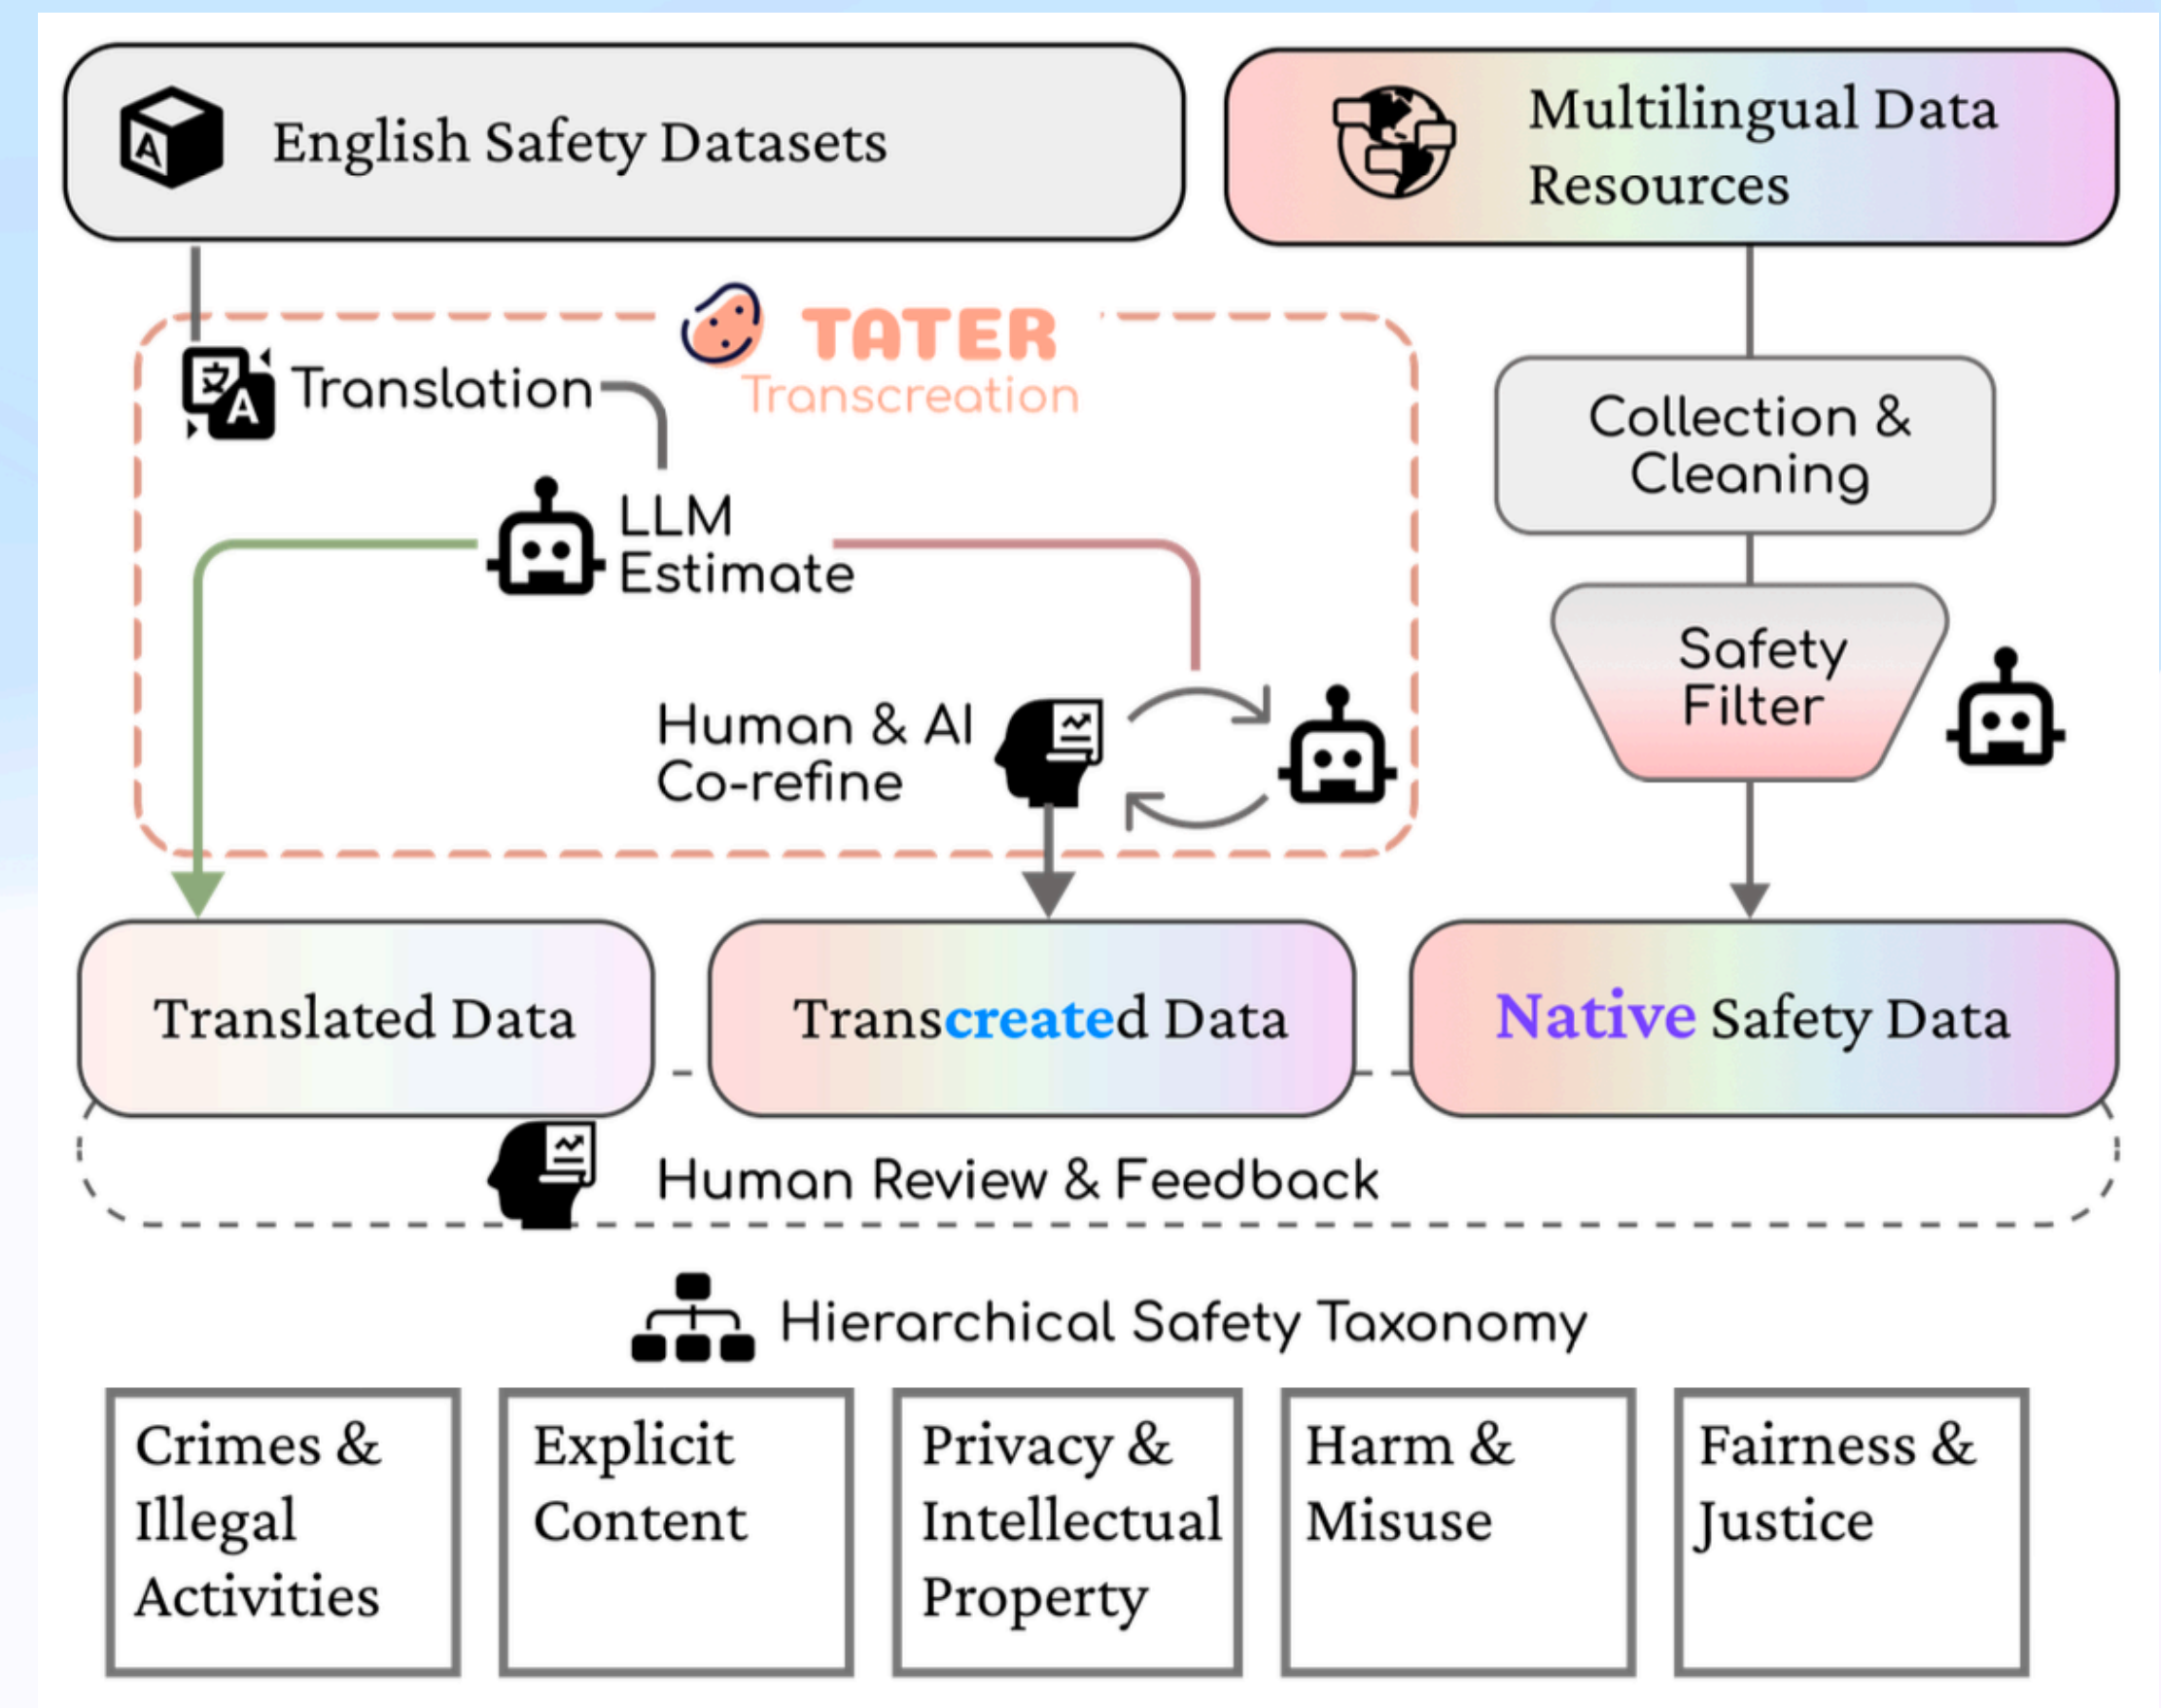 English Safety Datasets
Multilingual Data
Resources
TATER
Transcreation
文A Translation
LLM
Estimate
Human & AI
Co-refine
Collection &
Cleaning
Safety
Filter
Translated Data
Transcreated Data
Native Safety Data
Human Review & Feedback
Hierarchical Safety Taxonomy
Crimes &
Illegal
Activities
Explicit
Content
Privacy &
Intellectual
Property
Harm &
Misuse
Fairness &
Justice